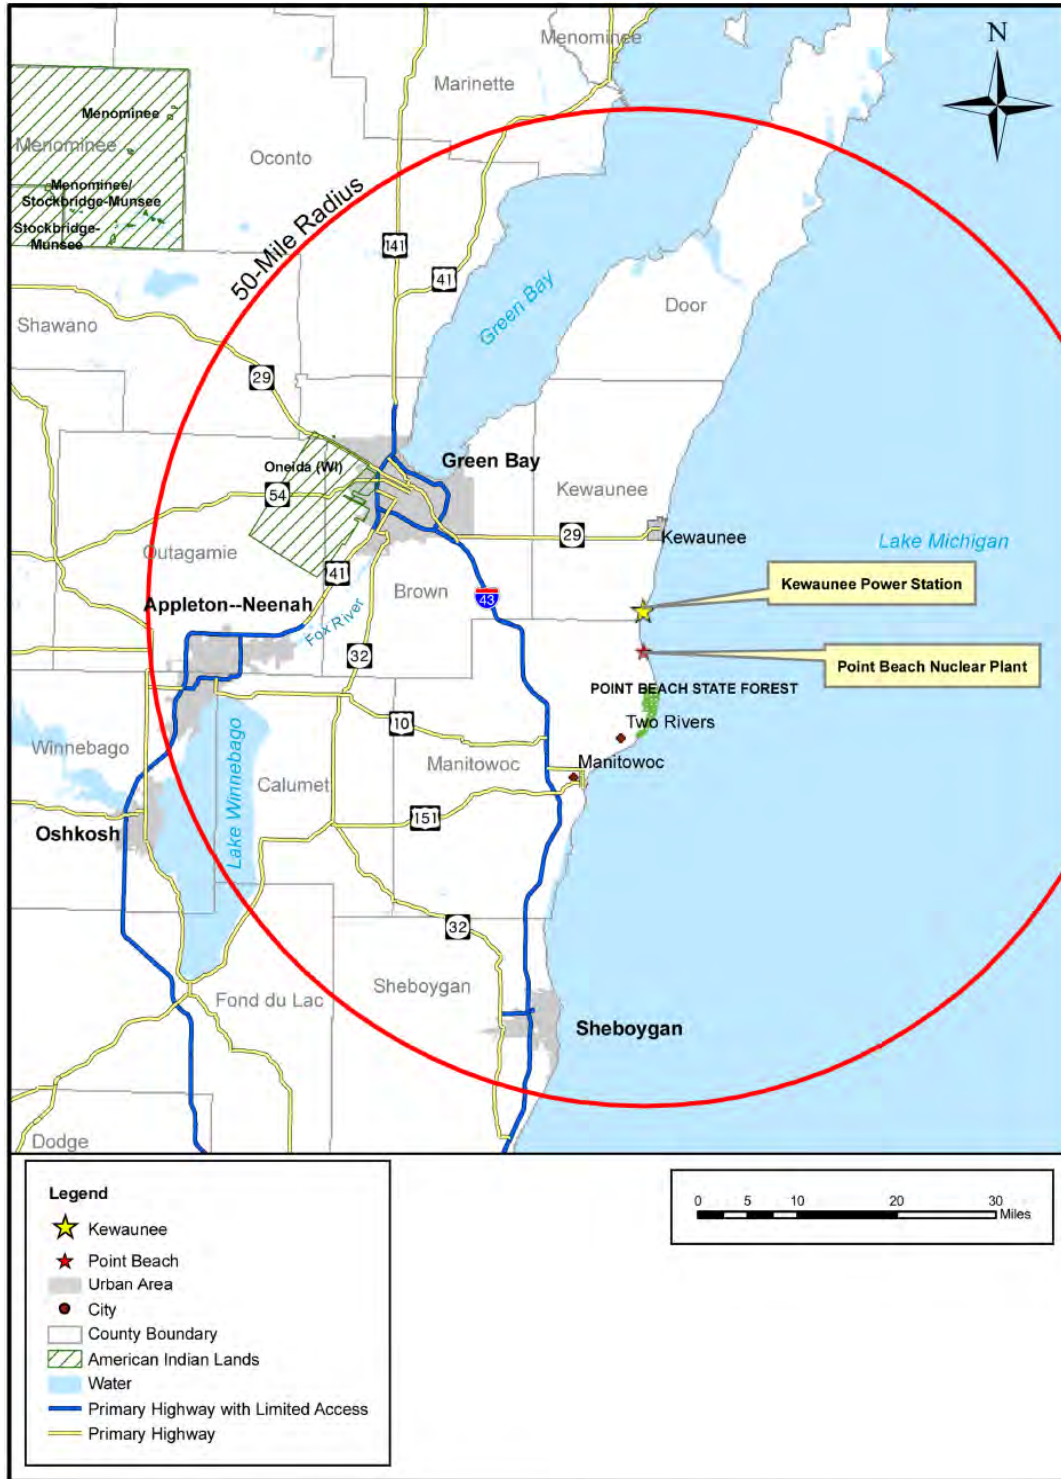 Menominee
N
Marinette
Menominee
Menominee
Oconto
Menominee/
Stockbridge-Munsee
Stockbridge-
Munsee
50-Mile Radius
141
41
Green Bay
Door
Shawano
29
Green Bay
Oneida (WI)
54
Kewaunee
29
Kewaunee
Lake Michigan
Outagamie
41
Kewaunee Power Station
Brown
43
Appleton--Neenah
Fox River
32
Point Beach Nuclear Plant
POINT BEACH STATE FOREST
10
Two Rivers
Winnebago
Manitowoc
Manitowoc
Calumet
Lake Winnebago
151
Oshkosh
32
Sheboygan
Fond du Lac
Sheboygan
Dodge
Legend
Kewaunee
Point Beach
Urban Area
City
County Boundary
American Indian Lands
Water
Primary Highway with Limited Access
Primary Highway
0 5 10 20 30
Miles